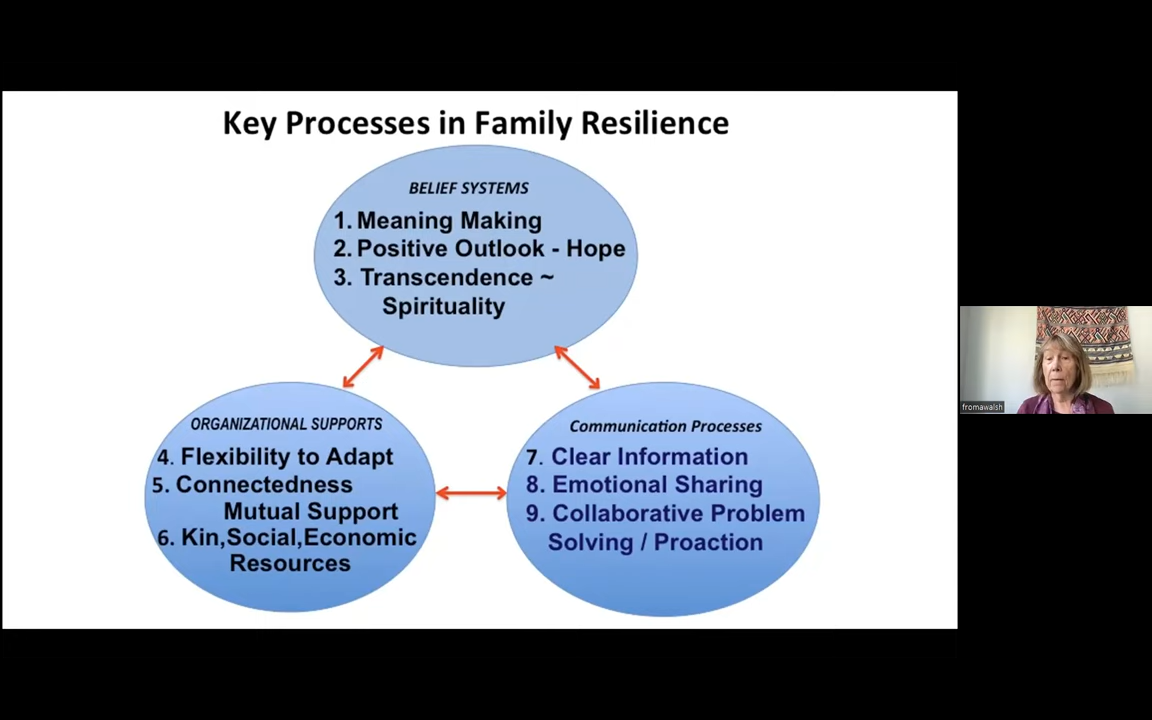 Key Processes in Family Resilience
BELIEF SYSTEMS
1. Meaning Making
2. Positive Outlook - Hope
3. Transcendence ~
Spirituality
ORGANIZATIONAL SUPPORTS
4. Flexibility to Adapt
5. Connectedness
Mutual Support
6. Kin,Social,Economic
Resources
Communication Processes
7. Clear Information
8. Emotional Sharing
9. Collaborative Problem
Solving / Proaction
fromawalsh